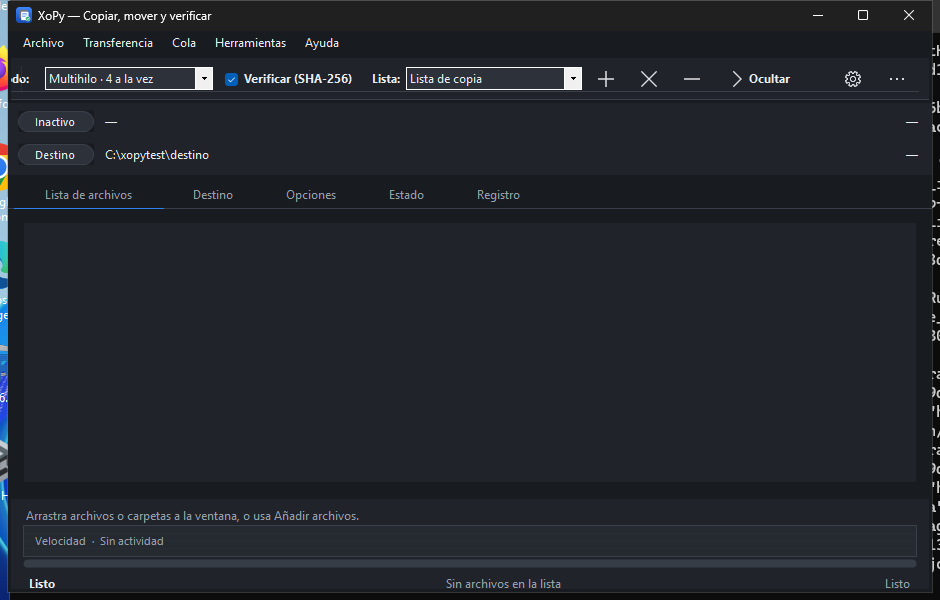 XoPy — Copiar, mover y verificar
Archivo Transferencia Cola Herramientas Ayuda
do: Multihilo · 4 a la vez Verificar (SHA-256) Lista: Lista de copia Ocultar ...
Inactivo — —
Destino C:\xopytest\destino —
Lista de archivos Destino Opciones Estado Registro
Arrastra archivos o carpetas a la ventana, o usa Añadir archivos.
Velocidad · Sin actividad
Listo Sin archivos en la lista Listo